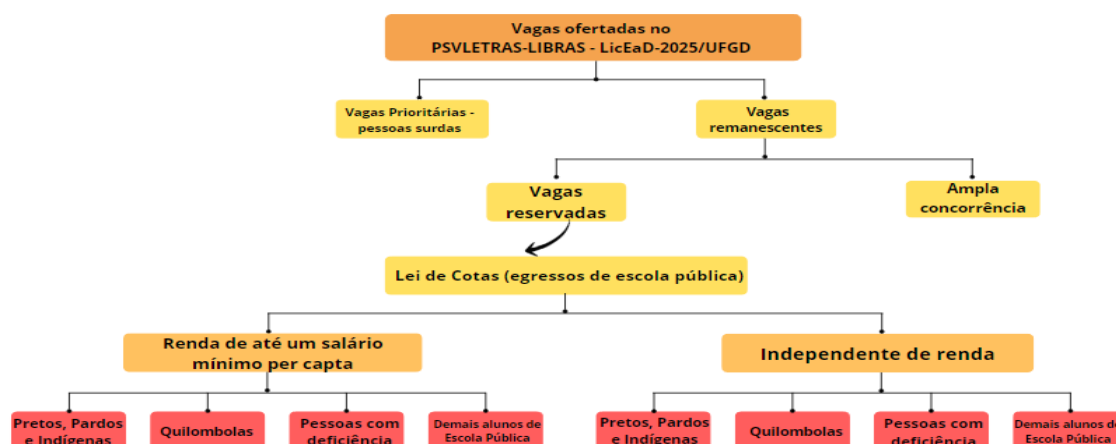 Vagas ofertadas no
PSVLETRAS-LIBRAS - LicEaD-2025/UFGD
Vagas Prioritárias -
pessoas surdas
Vagas
remanescentes
Vagas
reservadas
Ampla
concorrência
Lei de Cotas (egressos de escola pública)
Renda de até um salário
mínimo per capta
Independente de renda
Pretos, Pardos
e Indígenas
Quilombolas
Pessoas com
deficiência
Demais alunos de
Escola Pública
Pretos, Pardos
e Indígenas
Quilombolas
Pessoas com
deficiência
Demais alunos de
Escola Pública